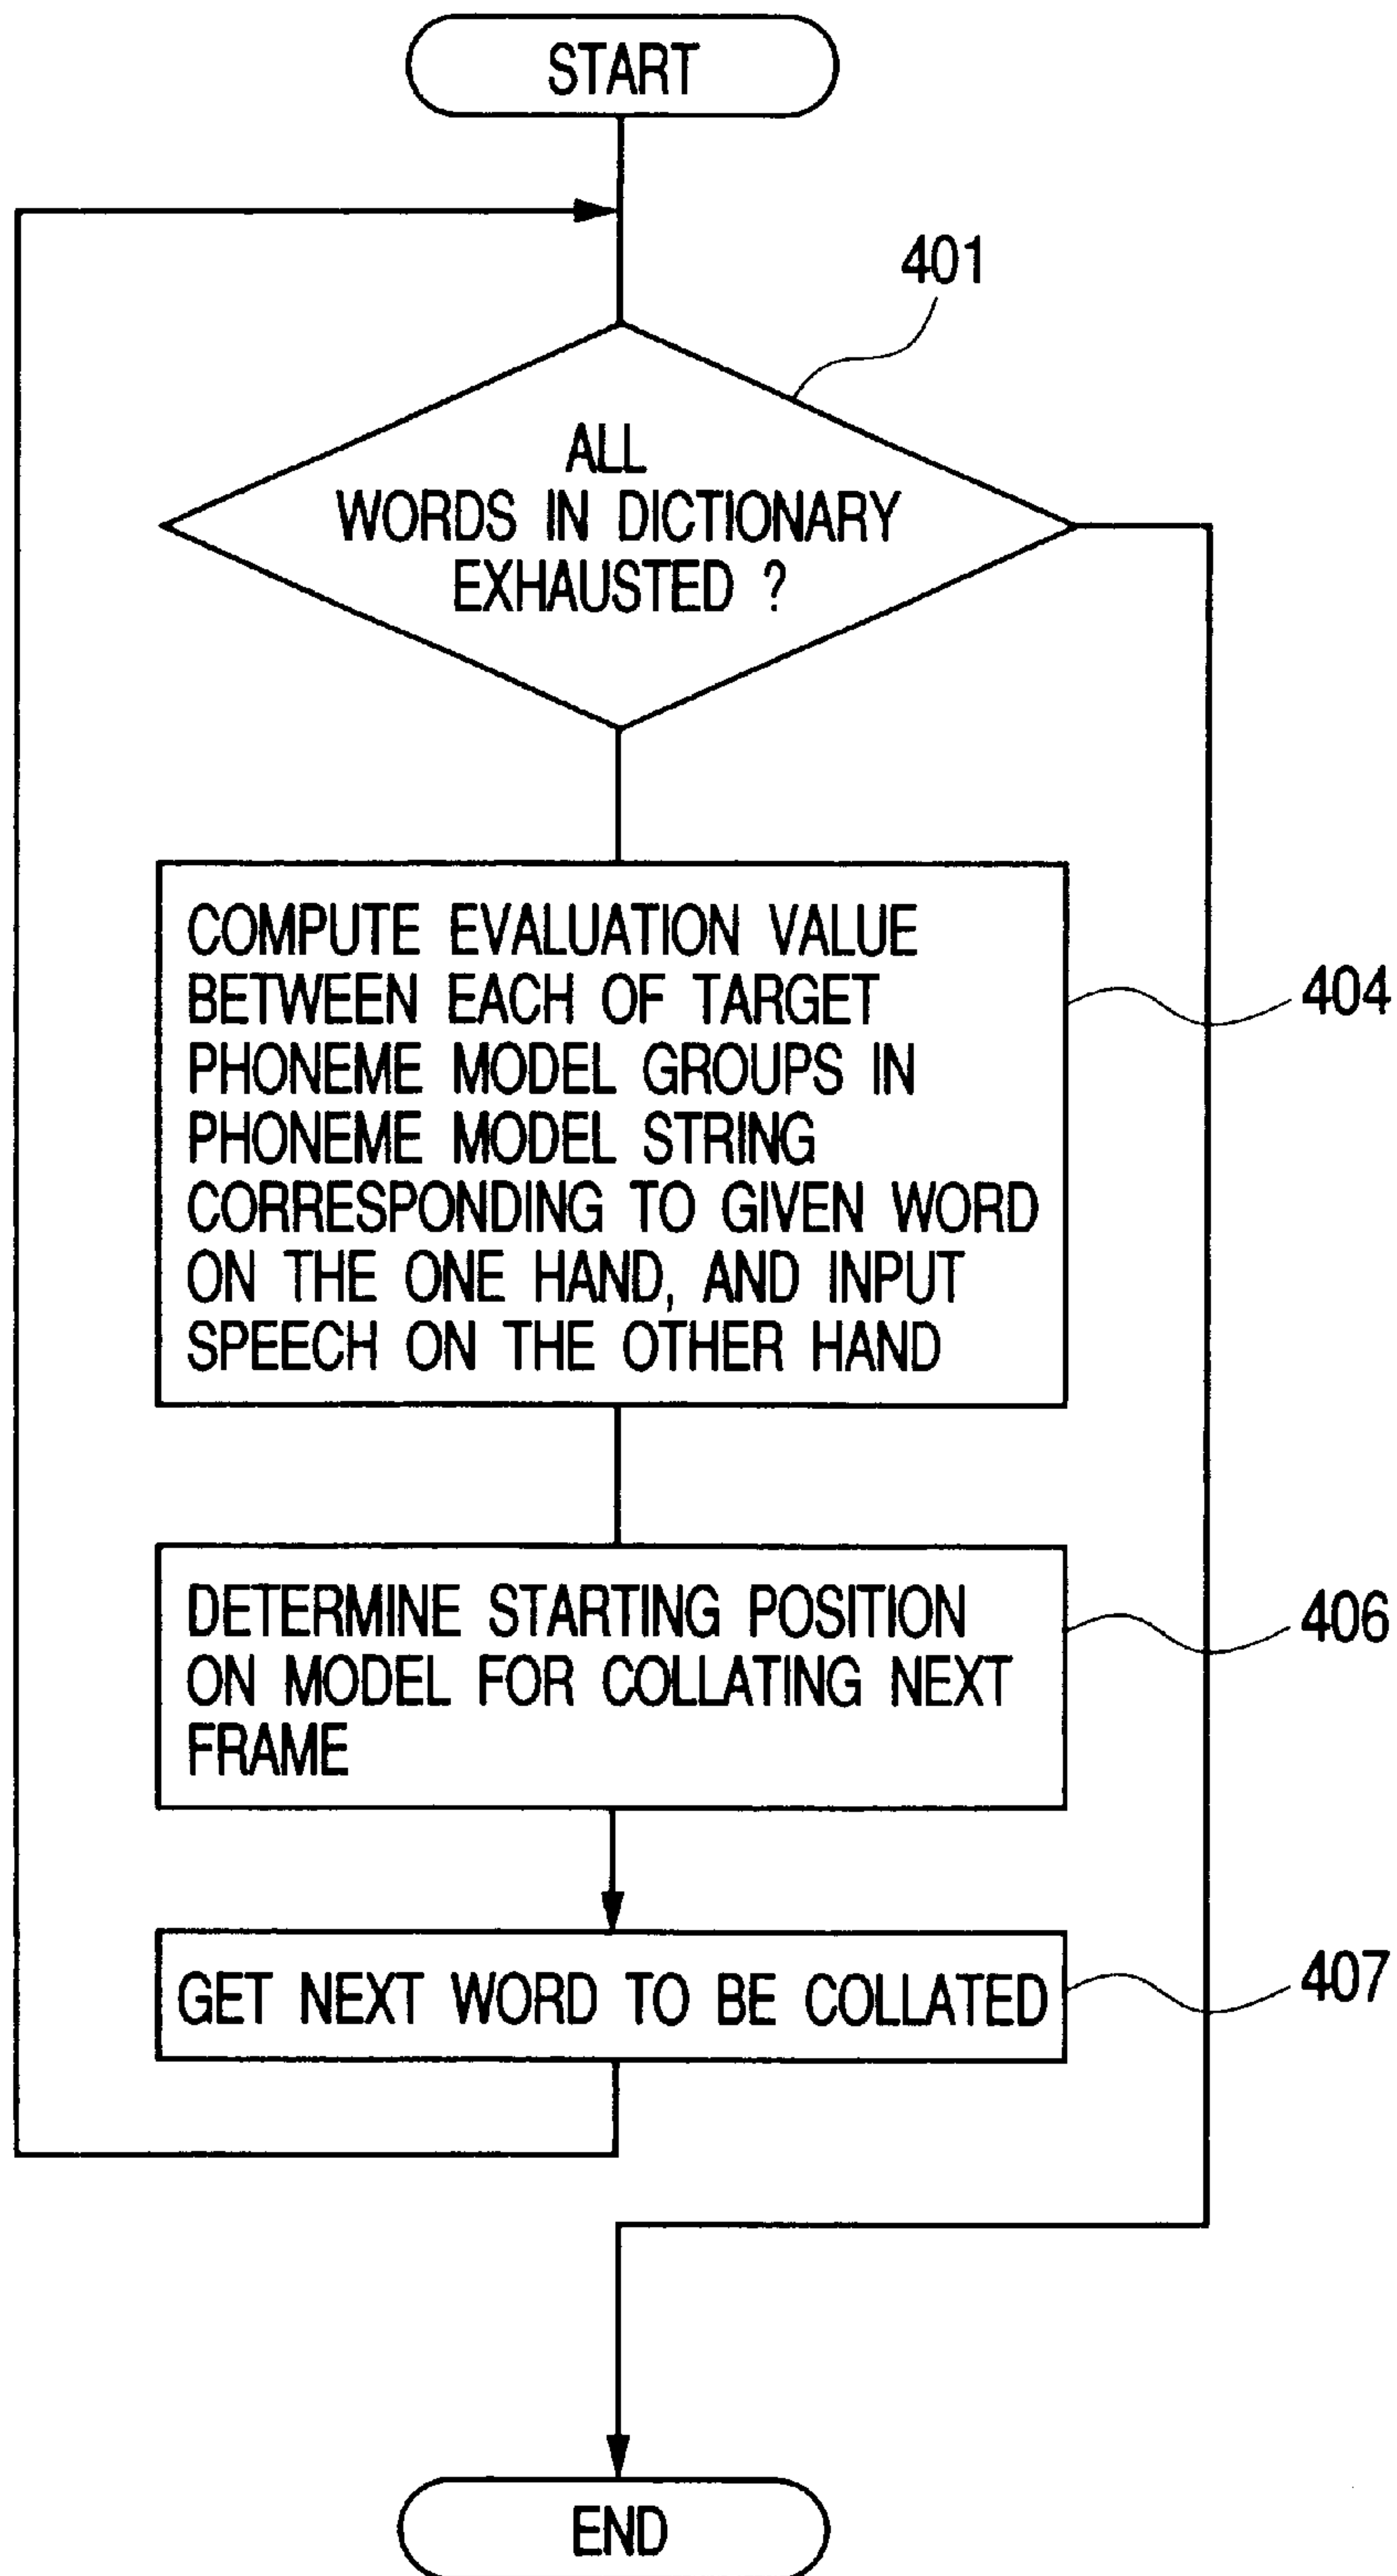 START
401
ALL
WORDS IN DICTIONARY
EXHAUSTED ?
COMPUTE EVALUATION VALUE
BETWEEN EACH OF TARGET
PHONEME MODEL GROUPS IN
PHONEME MODEL STRING
CORRESPONDING TO GIVEN WORD
ON THE ONE HAND, AND INPUT
SPEECH ON THE OTHER HAND
404
DETERMINE STARTING POSITION
ON MODEL FOR COLLATING NEXT
FRAME
406
GET NEXT WORD TO BE COLLATED
407
END